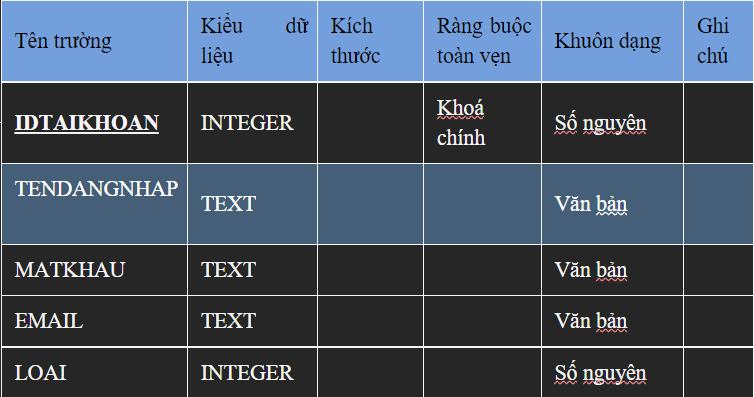 Tên trường Kiểu dữ liệu Kích thước Ràng buộc toàn vẹn Khuôn dạng Ghi chú
IDTAIKHOAN INTEGER Khoá chính Số nguyên
TENDANGNHAP TEXT Văn bản
MATKHAU TEXT Văn bản
EMAIL TEXT Văn bản
LOAI INTEGER Số nguyên